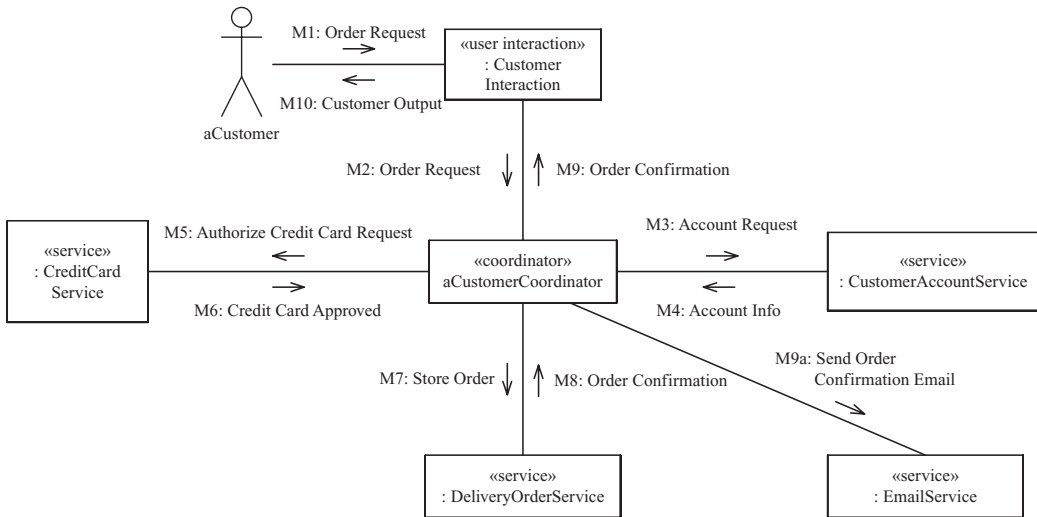 M1: Order Request
«user interaction»
: Customer
Interaction
M10: Customer Output
aCustomer
M2: Order Request
M9: Order Confirmation
M5: Authorize Credit Card Request
M3: Account Request
«service»
: CreditCard
Service
«coordinator»
aCustomerCoordinator
«service»
: CustomerAccountService
M6: Credit Card Approved
M4: Account Info
M7: Store Order
M8: Order Confirmation
M9a: Send Order
Confirmation Email
«service»
: DeliveryOrderService
«service»
: EmailService